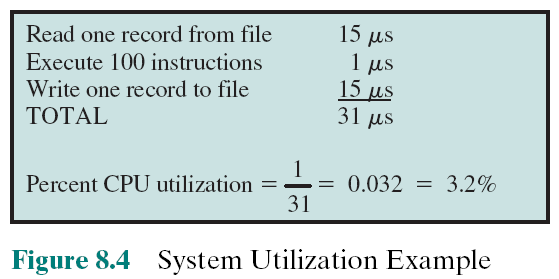 Read one record from file 15 μs
Execute 100 instructions 1 μs
Write one record to file 15 μs
TOTAL 31 μs
Percent CPU utilization = 1/31 = 0.032 = 3.2%
Figure 8.4 System Utilization Example